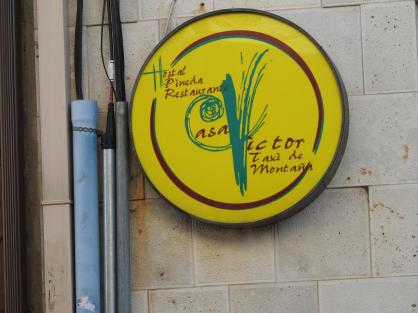 Hostal
Pineda
Restaurante
Casa Victor
Taxi de
Montaña